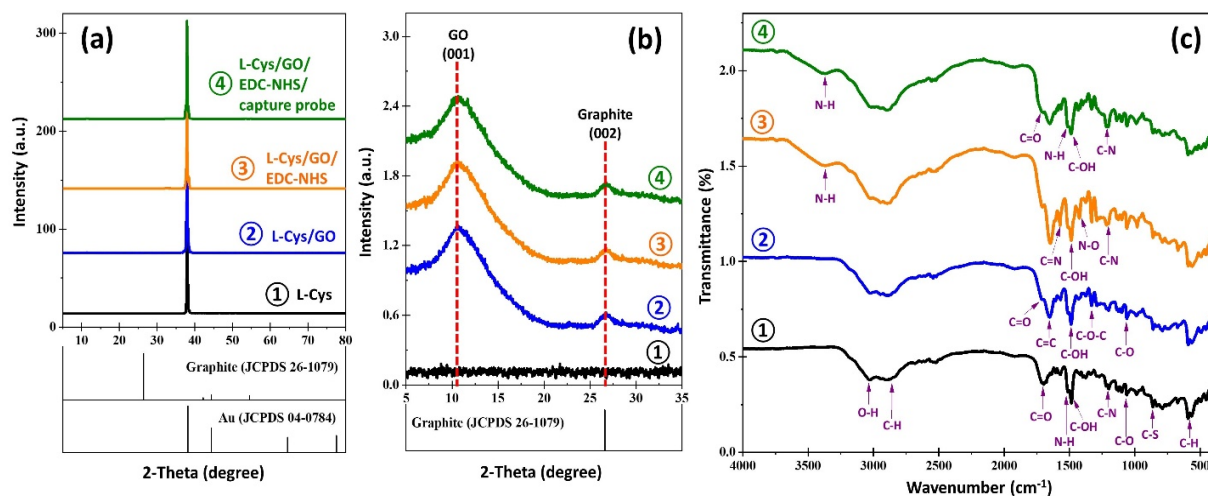 (a)
300
200
100
0
Intensity (a.u.)
④ L-Cys/GO/
EDC-NHS/
capture probe
③ L-Cys/GO/
EDC-NHS
② L-Cys/GO
① L-Cys
10 20 30 40 50 60 70 80
Graphite (JCPDS 26-1079)
Au (JCPDS 04-0784)
2-Theta (degree)
(b)
GO
(001)
Graphite
(002)
3.0
2.4
1.8
1.2
0.6
0.0
Intensity (a.u.)
④
③
②
①
5 10 15 20 25 30 35
Graphite (JCPDS 26-1079)
2-Theta (degree)
(c)
2.0
1.5
1.0
0.5
0.0
Transmittance (%)
④
N-H
C=O
N-H
C-OH
C-N
③
N-H
C=N
C-OH
N-O
C-N
②
C=O
C=C
C-OH
C-O-C
C-O
①
O-H
C-H
C=O
N-H
C-OH
C-N
C-O
C-S
C-H
4000 3500 3000 2500 2000 1500 1000 500
Wavenumber (cm⁻¹)